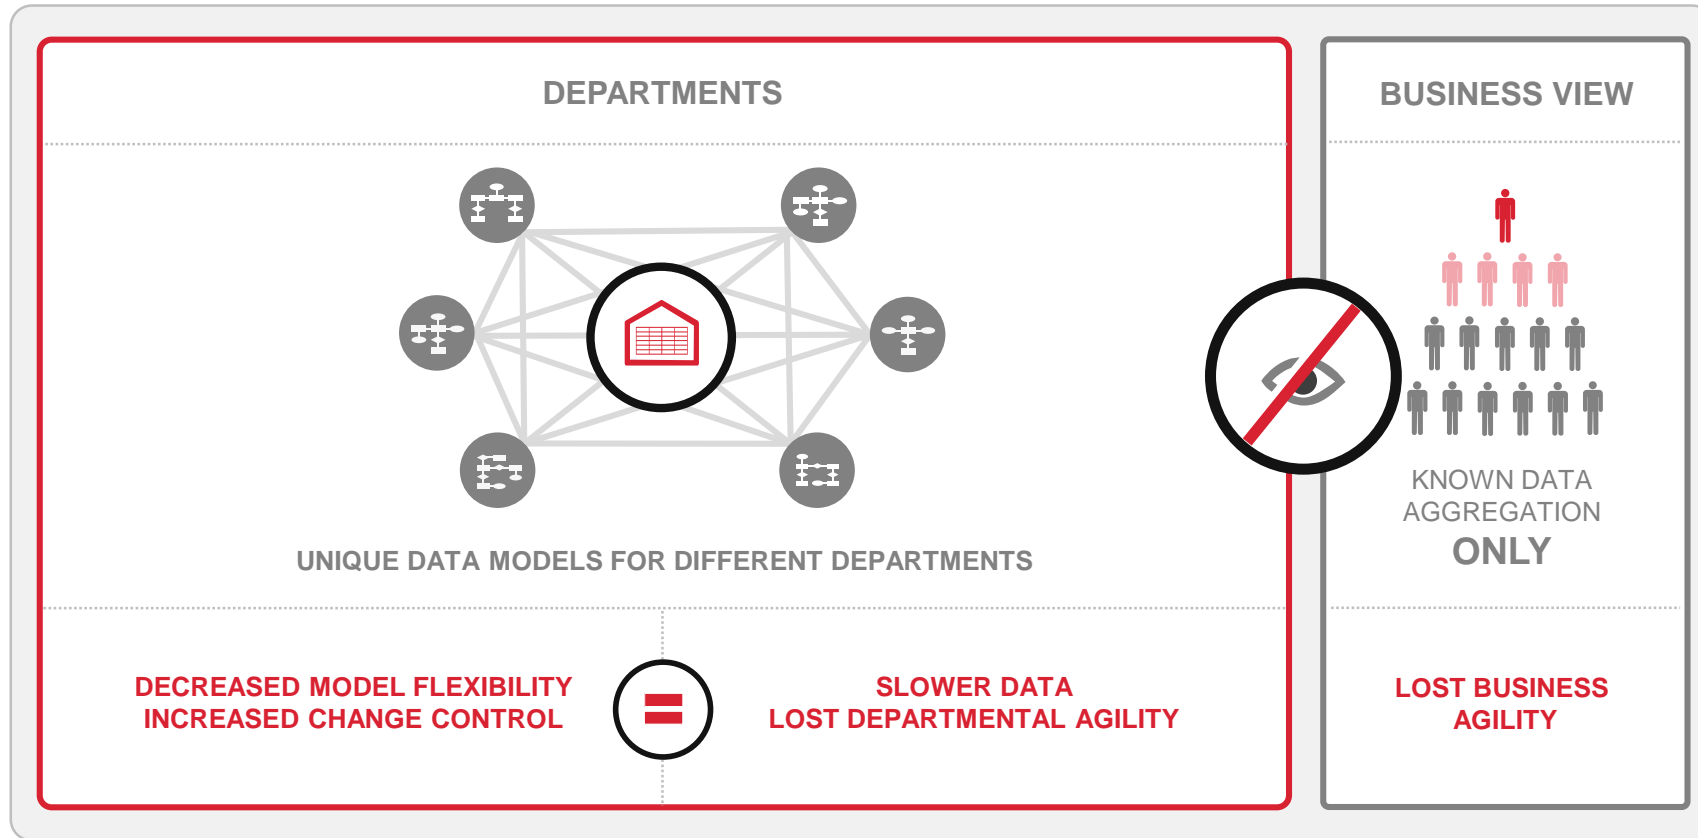 DEPARTMENTS
UNIQUE DATA MODELS FOR DIFFERENT DEPARTMENTS
DECREASED MODEL FLEXIBILITY
INCREASED CHANGE CONTROL
=
SLOWER DATA
LOST DEPARTMENTAL AGILITY
BUSINESS VIEW
KNOWN DATA
AGGREGATION
ONLY
LOST BUSINESS
AGILITY